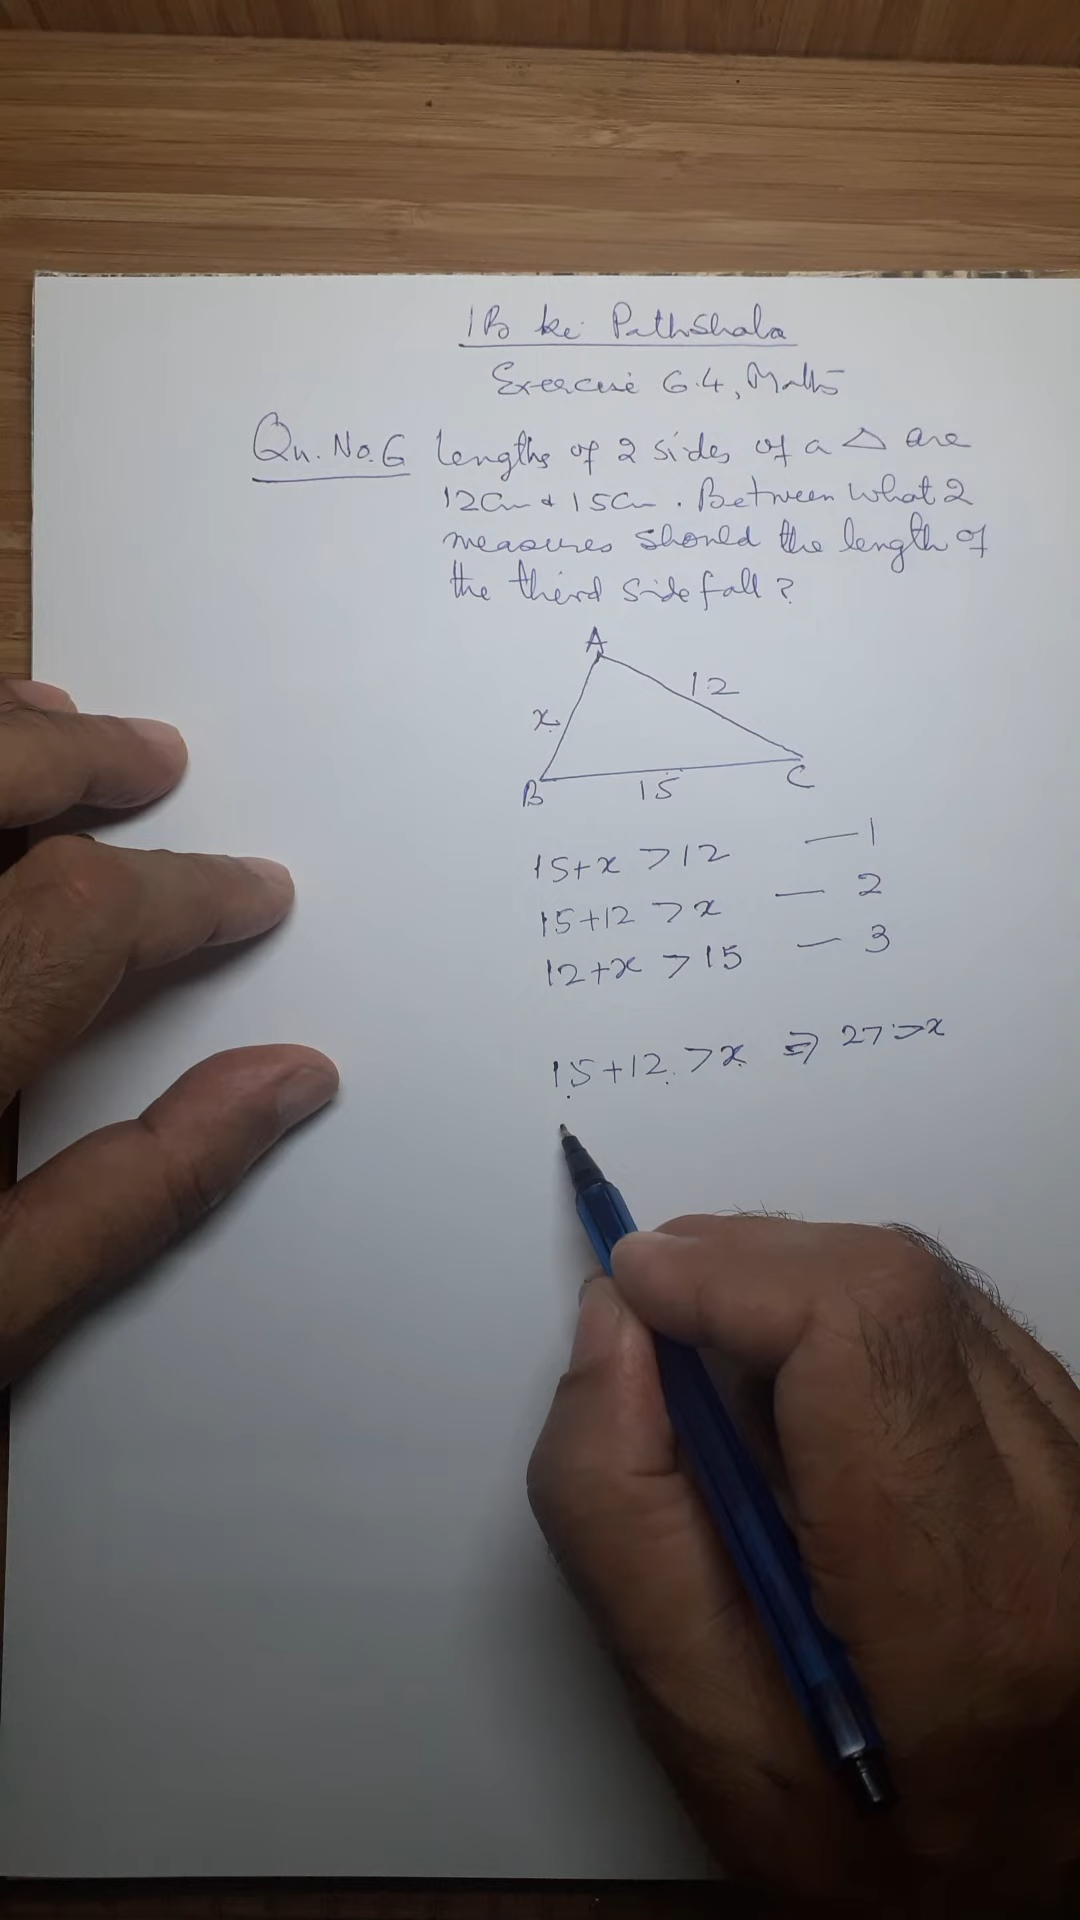 IB ke Pathshala
Exercise 6.4, Maths
Qn. No. 6 Lengths of 2 sides of a △ are
12cm & 15cm. Between what 2
measures should the length of
the third side fall?
A
12
x
B
15
C
15+x >12 — 1
15+12 >x — 2
12+x >15 — 3
15+12 >x ⇒ 27>x